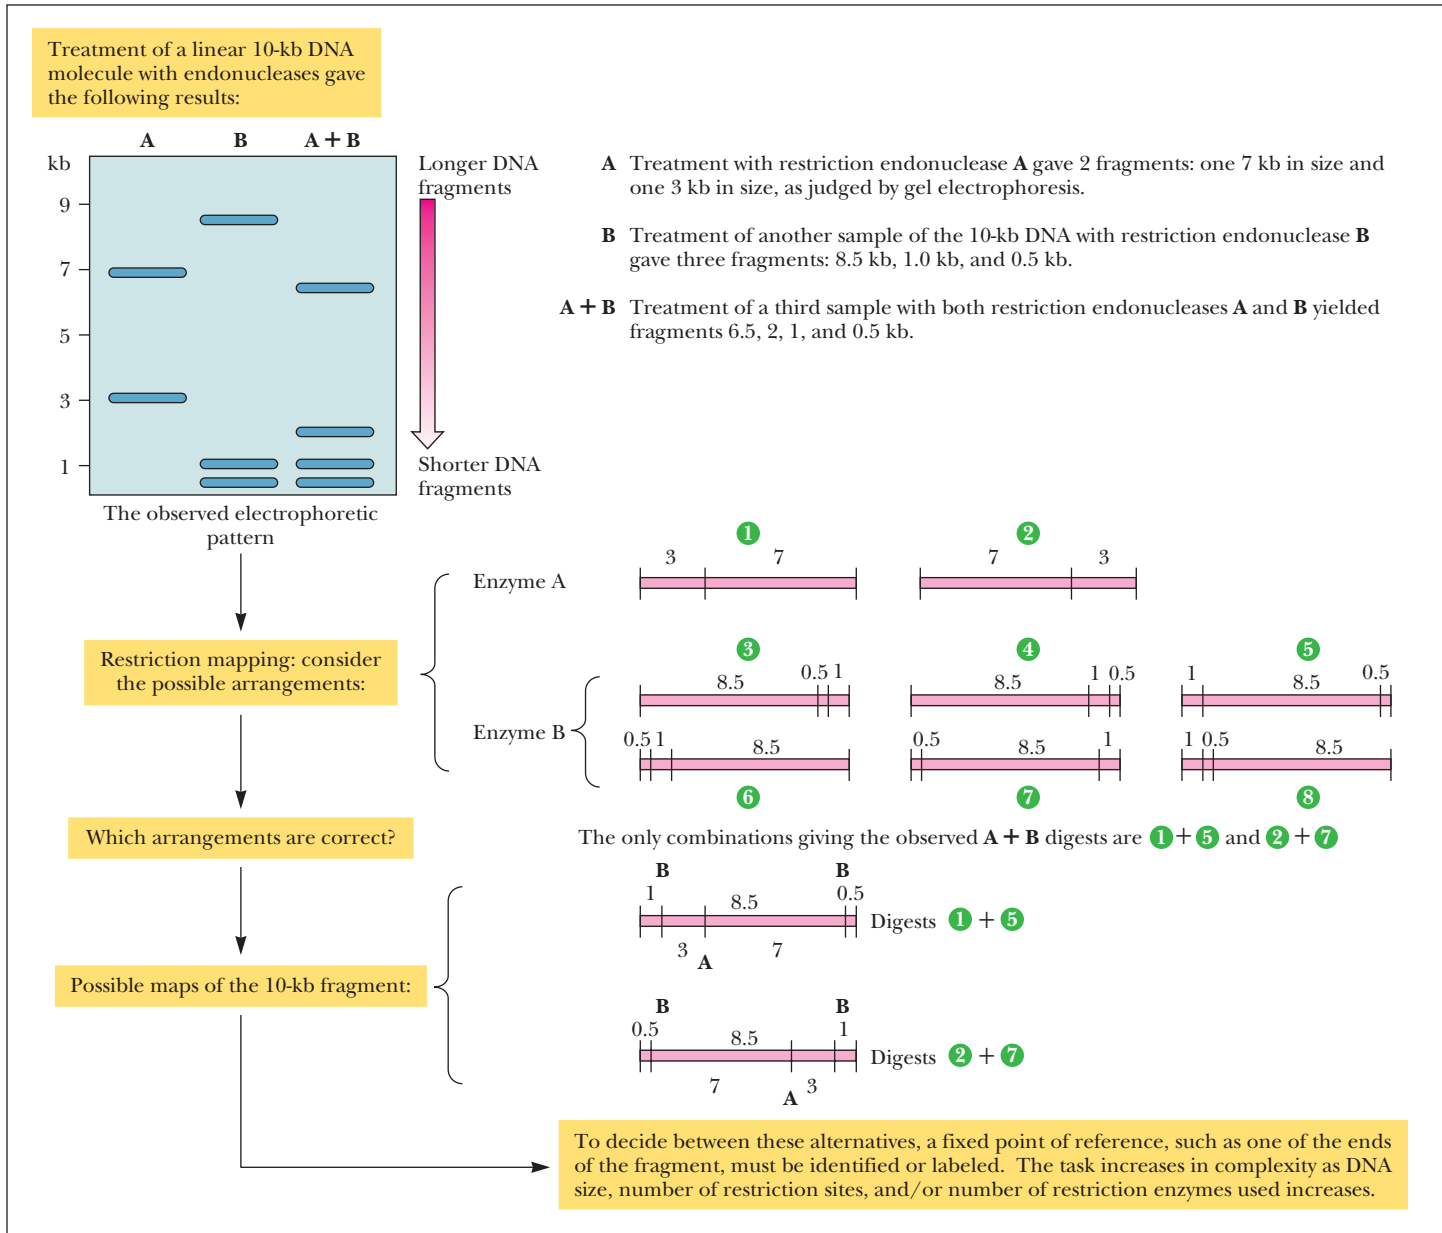 Treatment of a linear 10-kb DNA
molecule with endonucleases gave
the following results:
A B A + B
kb
9
7
5
3
1
Longer DNA
fragments
Shorter DNA
fragments
The observed electrophoretic
pattern
A Treatment with restriction endonuclease A gave 2 fragments: one 7 kb in size and
one 3 kb in size, as judged by gel electrophoresis.
B Treatment of another sample of the 10-kb DNA with restriction endonuclease B
gave three fragments: 8.5 kb, 1.0 kb, and 0.5 kb.
A + B Treatment of a third sample with both restriction endonucleases A and B yielded
fragments 6.5, 2, 1, and 0.5 kb.
Restriction mapping: consider
the possible arrangements:
Enzyme A
1 2
3 7 7 3
Enzyme B
3 4 5
8.5 0.5 1 8.5 1 0.5 1 8.5 0.5
0.5 1 8.5 0.5 8.5 1 1 0.5 8.5
6 7 8
Which arrangements are correct?
The only combinations giving the observed A + B digests are 1 + 5 and 2 + 7
Possible maps of the 10-kb fragment:
B B
1 8.5 0.5
Digests 1 + 5
3 7
A
B B
0.5 8.5 1
Digests 2 + 7
7 3
A
To decide between these alternatives, a fixed point of reference, such as one of the ends
of the fragment, must be identified or labeled. The task increases in complexity as DNA
size, number of restriction sites, and/or number of restriction enzymes used increases.